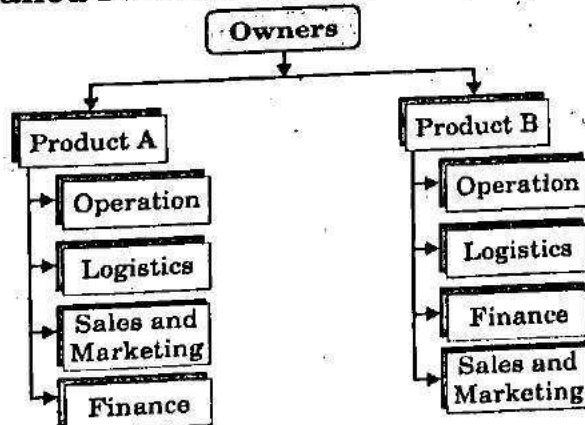 Owners
Product A
Operation
Logistics
Sales and
Marketing
Finance
Product B
Operation
Logistics
Finance
Sales and
Marketing